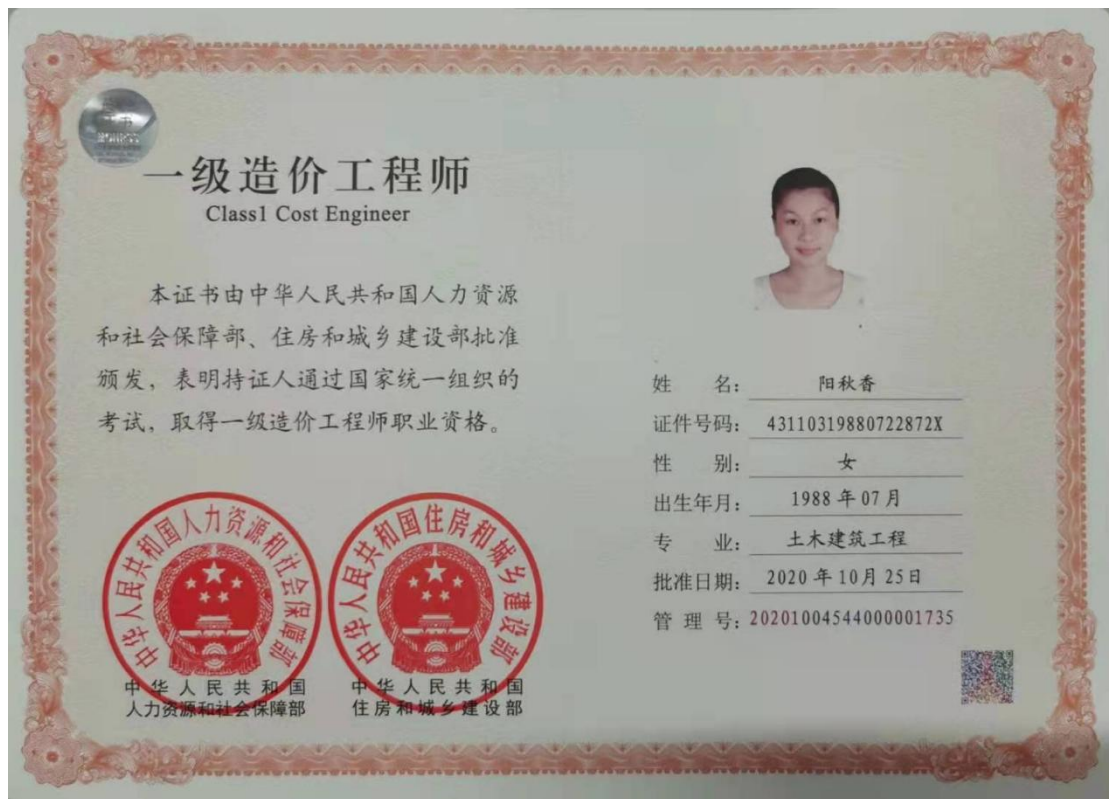 一级造价工程师
Class1 Cost Engineer
本证书由中华人民共和国人力资源
和社会保障部、住房和城乡建设部批准
颁发，表明持证人通过国家统一组织的
考试，取得一级造价工程师职业资格。
中华人民共和国人力资源和社会保障部
中华人民共和国住房和城乡建设部
中华人民共和国
人力资源和社会保障部
中华人民共和国
住房和城乡建设部
姓 名：阳秋香
证件号码：43110319880722872X
性 别：女
出生年月：1988 年 07 月
专 业：土木建筑工程
批准日期：2020 年 10 月 25 日
管 理 号：20201004544000001735